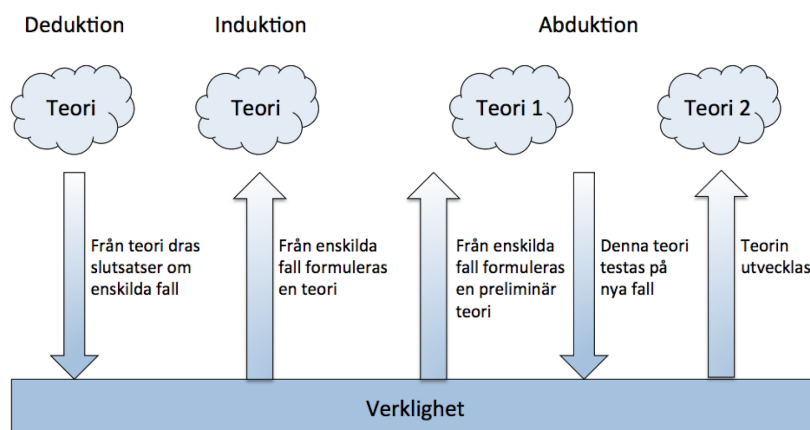 Deduktion
Induktion
Abduktion
Teori
Teori
Teori 1
Teori 2
Från teori dras
slutsatser om
enskilda fall
Från enskilda
fall formuleras
en teori
Från enskilda
fall formuleras
en preliminär
teori
Denna teori
testas på
nya fall
Teorin
utvecklas
Verklighet